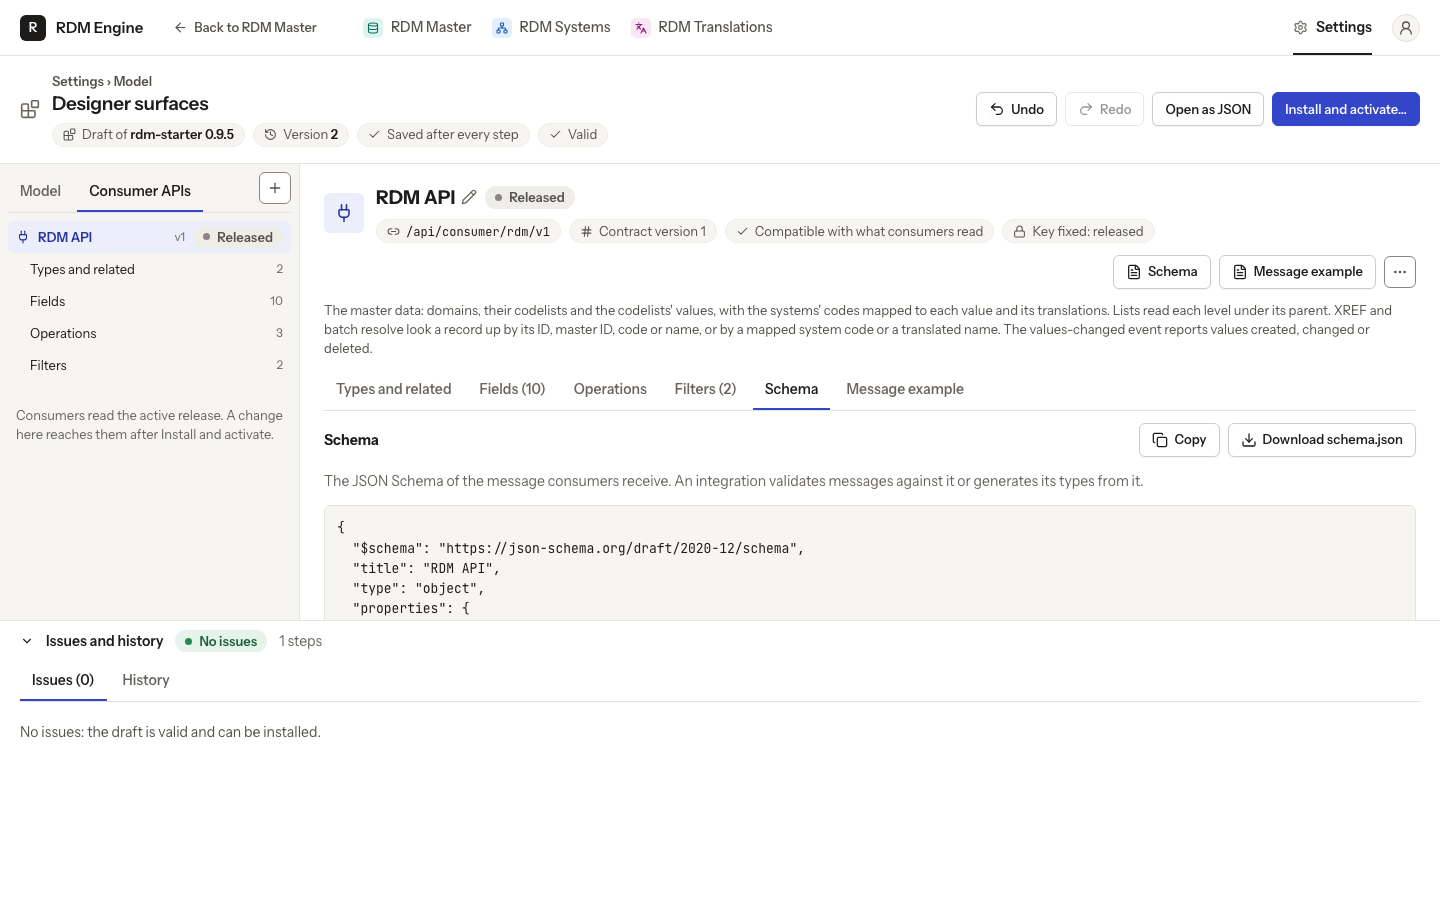 R RDM Engine Back to RDM Master RDM Master RDM Systems RDM Translations Settings
Settings › Model
Designer surfaces
Draft of rdm-starter 0.9.5 Version 2 Saved after every step Valid
Undo Redo Open as JSON Install and activate...
Model Consumer APIs
RDM API v1 Released
Types and related 2
Fields 10
Operations 3
Filters 2
Consumers read the active release. A change
here reaches them after Install and activate.
RDM API Released
/api/consumer/rdm/v1 Contract version 1 Compatible with what consumers read Key fixed: released
Schema Message example
The master data: domains, their codelists and the codelists' values, with the systems' codes mapped to each value and its translations. Lists read each level under its parent. XREF and
batch resolve look a record up by its ID, master ID, code or name, or by a mapped system code or a translated name. The values-changed event reports values created, changed or
deleted.
Types and related Fields (10) Operations Filters (2) Schema Message example
Schema Copy Download schema.json
The JSON Schema of the message consumers receive. An integration validates messages against it or generates its types from it.
{
"$schema": "https://json-schema.org/draft/2020-12/schema",
"title": "RDM API",
"type": "object",
"properties": {
Issues and history No issues 1 steps
Issues (0) History
No issues: the draft is valid and can be installed.